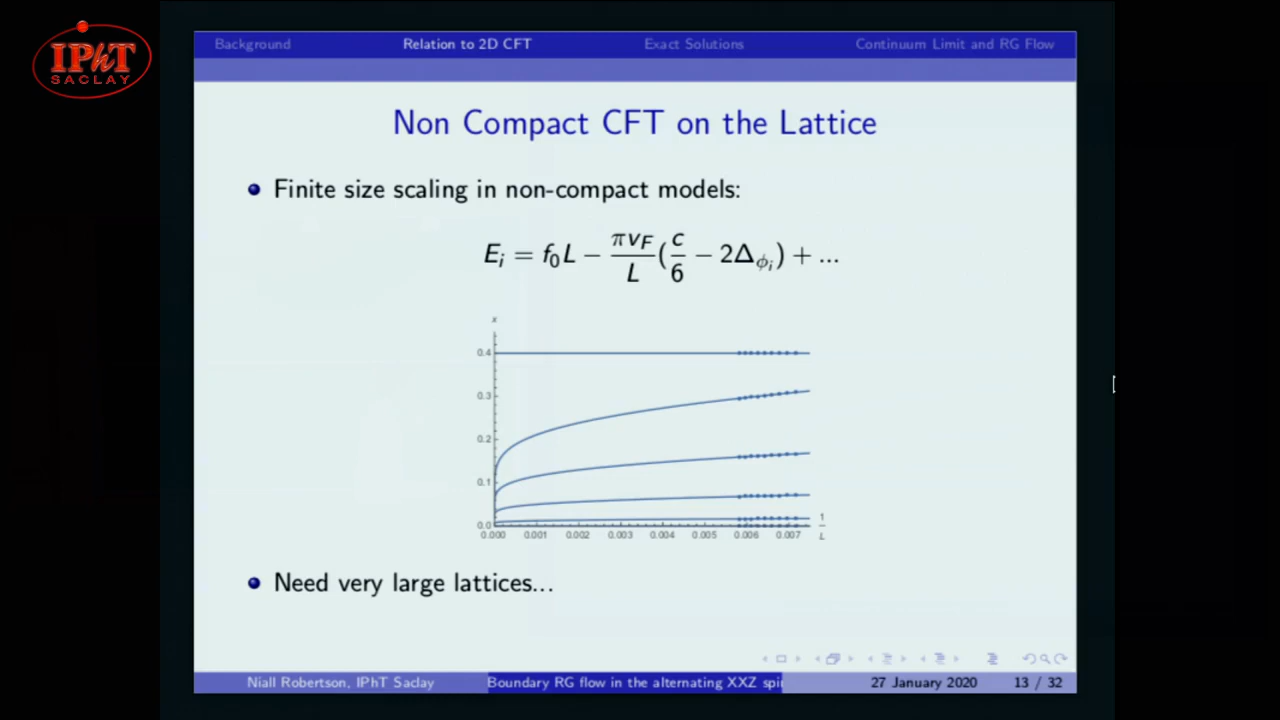 IPhT
SACLAY
Background Relation to 2D CFT Exact Solutions Continuum Limit and RG Flow
Non Compact CFT on the Lattice
Finite size scaling in non-compact models:
E_i = f_0 L − \frac{πv_F}{L}(\frac{c}{6} − 2Δ_{ϕ_i}) + ...
x
0.4
0.3
0.2
0.1
0.0
0.000 0.001 0.002 0.003 0.004 0.005 0.006 0.007
1
L
Need very large lattices...
Niall Robertson, IPhT Saclay Boundary RG flow in the alternating XXZ spi 27 January 2020 13 / 32